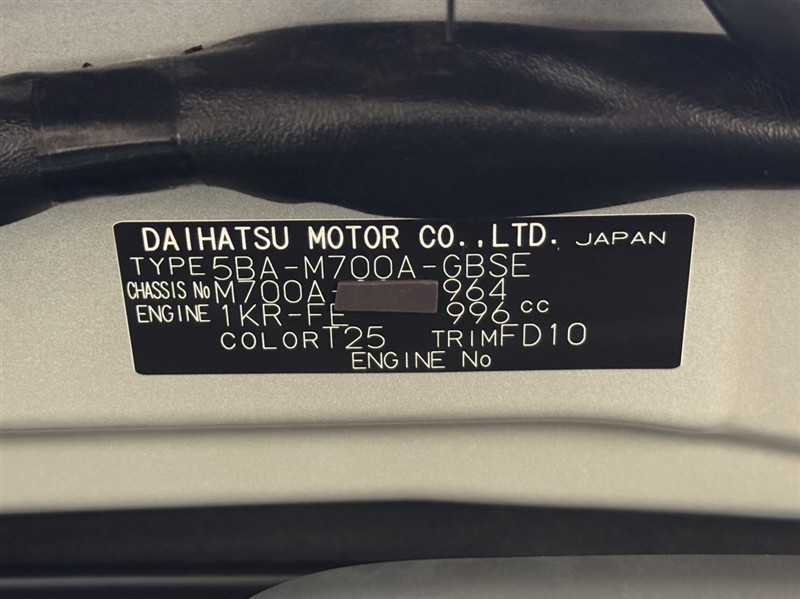 DAIHATSU MOTOR CO.,LTD. JAPAN
TYPE 5BA-M700A-GBSE
CHASSIS No M700A- 964
ENGINE 1KR-FE 996 cc
COLOR T25 TRIM FD10
ENGINE No